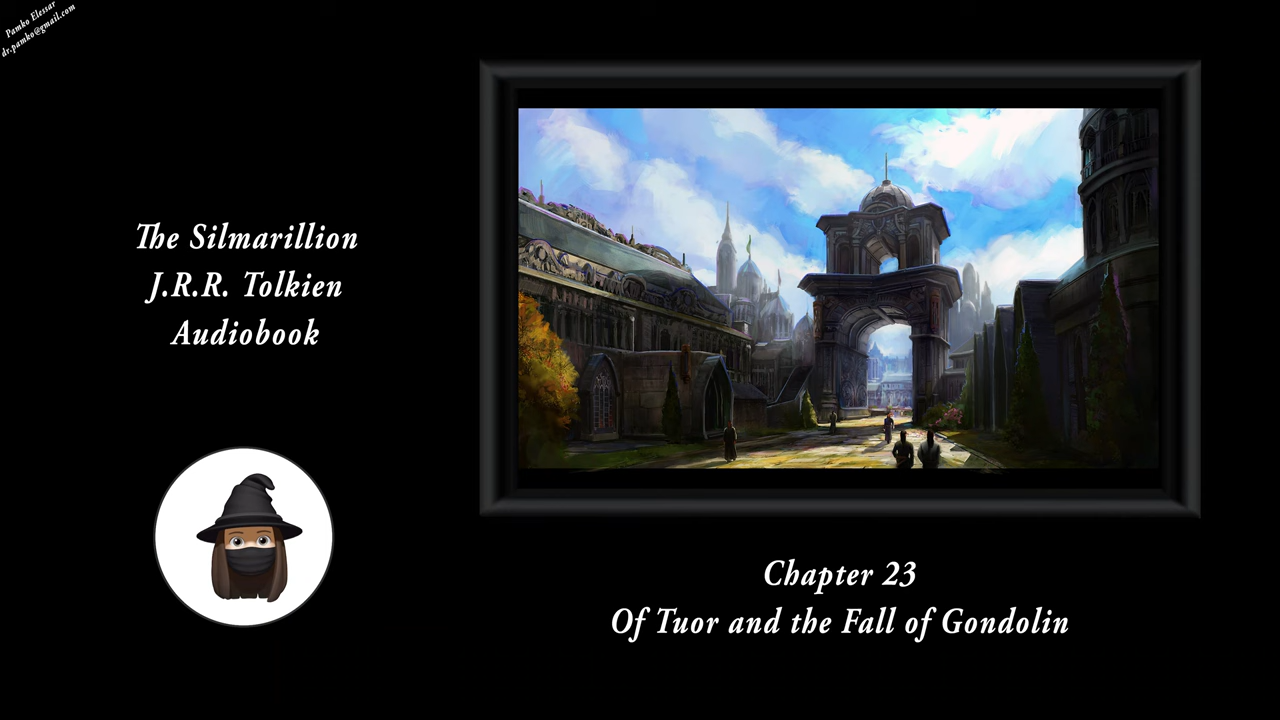 Pamko Elessar
dr.pamko@gmail.com
The Silmarillion
J.R.R. Tolkien
Audiobook
Chapter 23
Of Tuor and the Fall of Gondolin